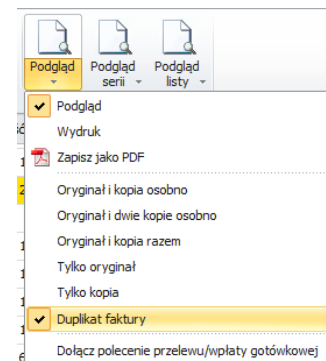 Podgląd
Podgląd serii
Podgląd listy
Podgląd
Wydruk
Zapisz jako PDF
Oryginał i kopia osobno
Oryginał i dwie kopie osobno
Oryginał i kopia razem
Tylko oryginał
Tylko kopia
Duplikat faktury
Dołącz polecenie przelewu/wpłaty gotówkowej